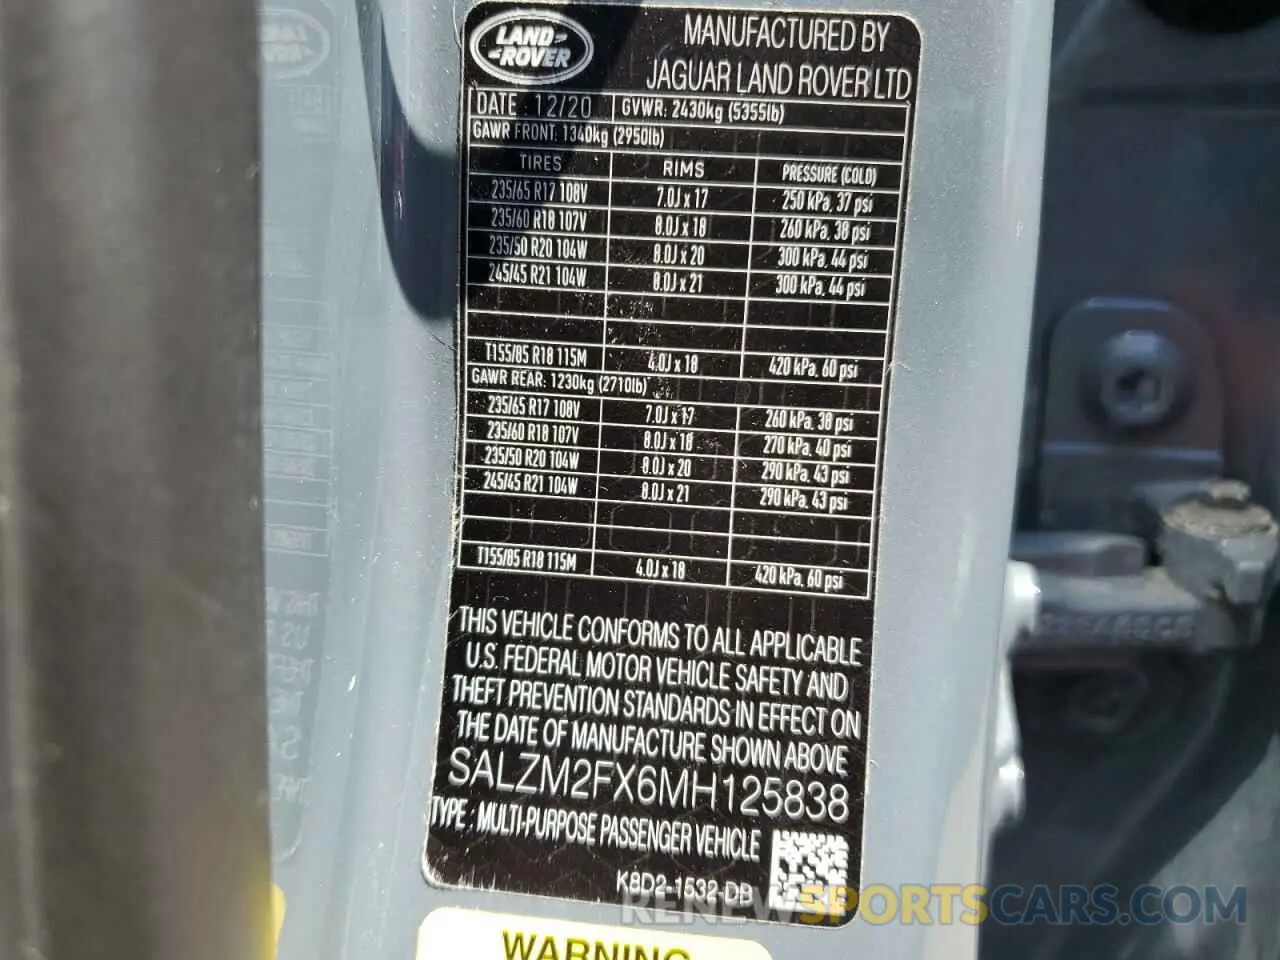 LAND-
-ROVER
MANUFACTURED BY
JAGUAR LAND ROVER LTD
DATE : 12/20 GVWR: 2430kg (5355lb)
GAWR FRONT: 1340kg (2950lb)
TIRES RIMS PRESSURE (COLD)
235/65 R17 108V 7.0J x 17 250 kPa, 37 psi
235/60 R18 107V 8.0J x 18 260 kPa, 38 psi
235/50 R20 104W 8.0J x 20 300 kPa, 44 psi
245/45 R21 104W 8.0J x 21 300 kPa, 44 psi
T155/85 R18 115M 4.0J x 18 420 kPa, 60 psi
GAWR REAR: 1230kg (2710lb)
235/65 R17 108V 7.0J x 17 260 kPa, 38 psi
235/60 R18 107V 8.0J x 18 270 kPa, 40 psi
235/50 R20 104W 8.0J x 20 290 kPa, 43 psi
245/45 R21 104W 8.0J x 21 290 kPa, 43 psi
T155/85 R18 115M 4.0J x 18 420 kPa, 60 psi
THIS VEHICLE CONFORMS TO ALL APPLICABLE
U.S. FEDERAL MOTOR VEHICLE SAFETY AND
THEFT PREVENTION STANDARDS IN EFFECT ON
THE DATE OF MANUFACTURE SHOWN ABOVE
SALZM2FX6MH125838
TYPE : MULTI-PURPOSE PASSENGER VEHICLE
K8D2-1532-DB
RENEWSPORTSCARS.COM
WARNING